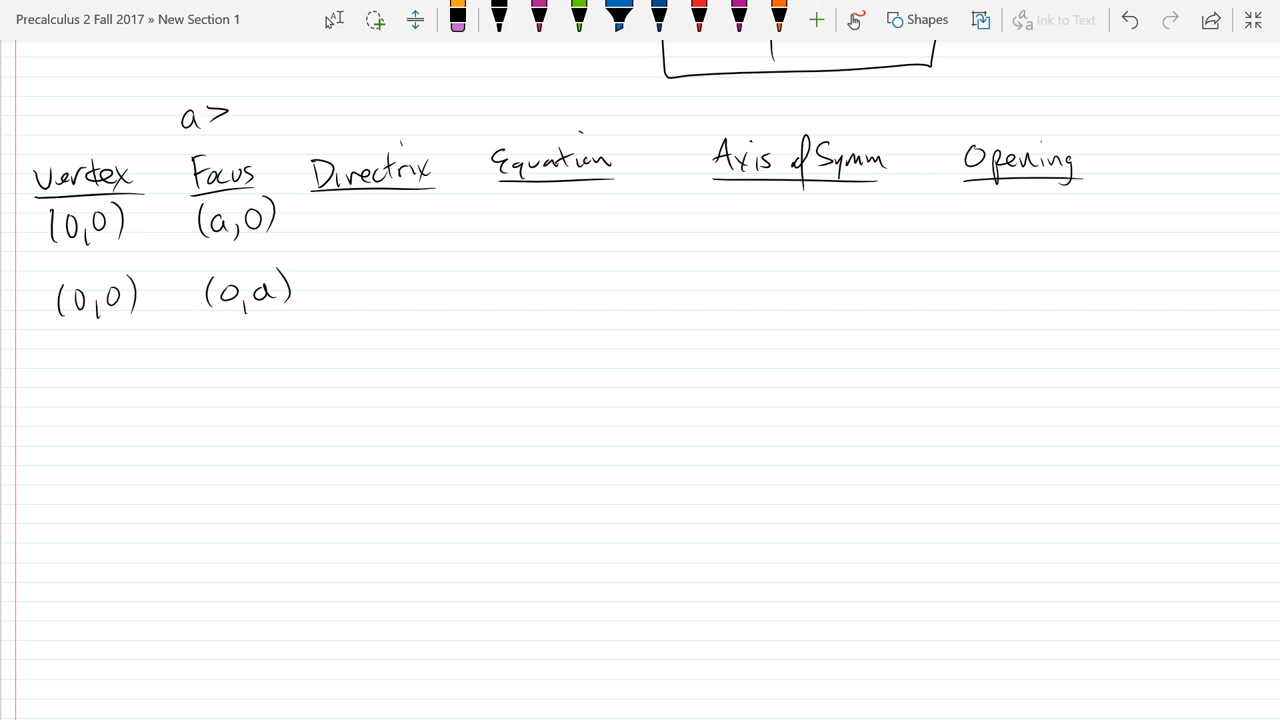 Precalculus 2 Fall 2017 » New Section 1 Shapes Ink to Text
a >
Vertex Focus Directrix Equation Axis of Symm Opening
(0,0) (a,0)
(0,0) (0,a)